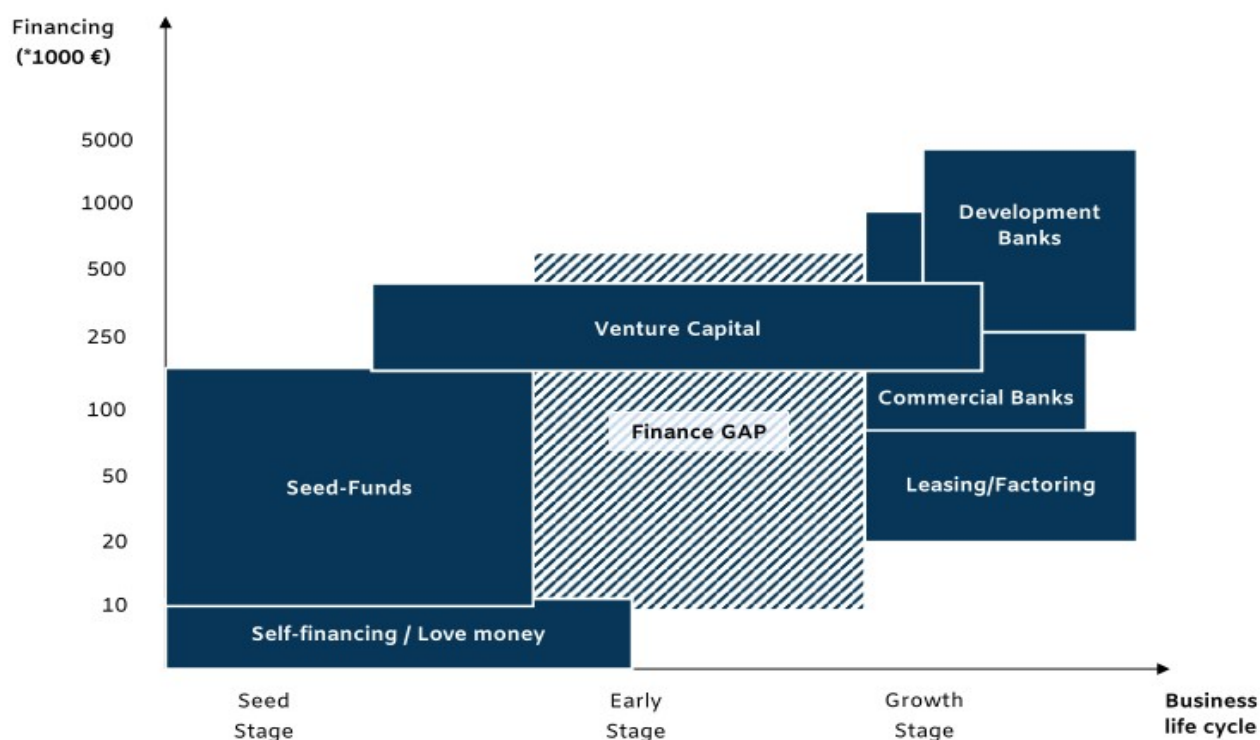 Financing
(*1000 €)
5000
1000
500
250
100
50
20
10
Development
Banks
Venture Capital
Commercial Banks
Finance GAP
Seed-Funds
Leasing/Factoring
Self-financing / Love money
Seed
Stage
Early
Stage
Growth
Stage
Business
life cycle